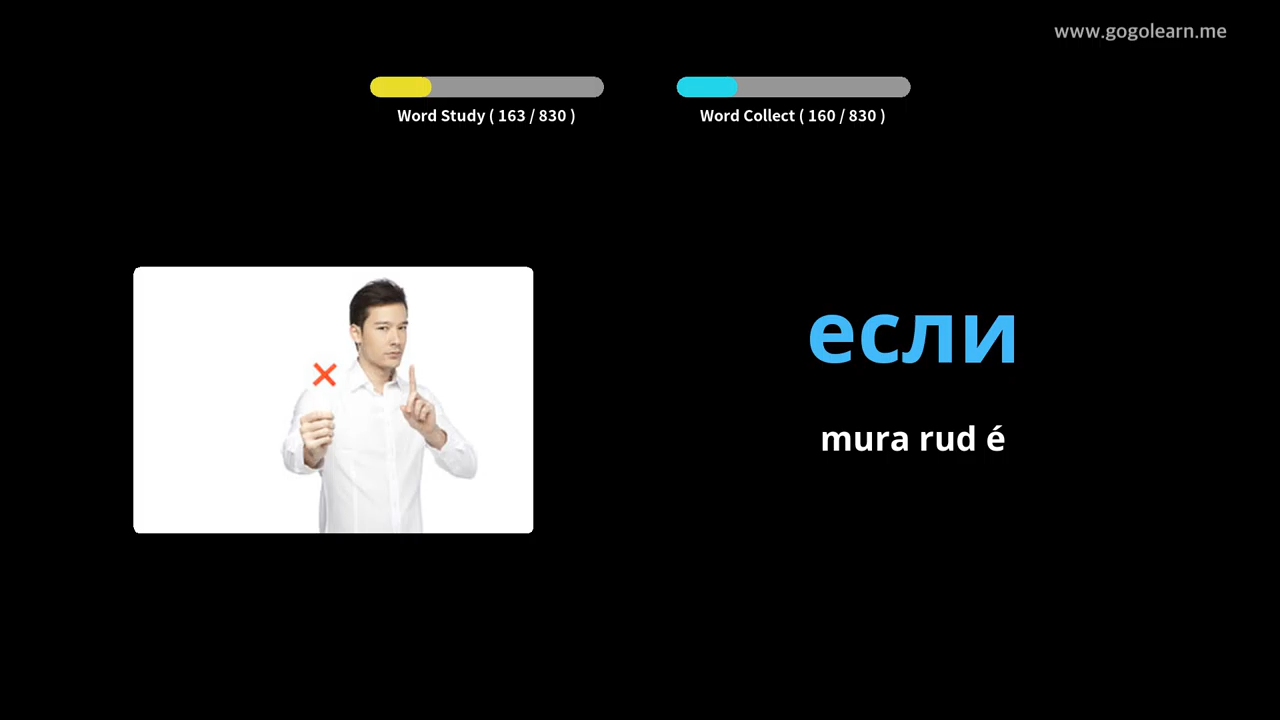 www.gogolearn.me
Word Study ( 163 / 830 )
Word Collect ( 160 / 830 )
если
mura rud é